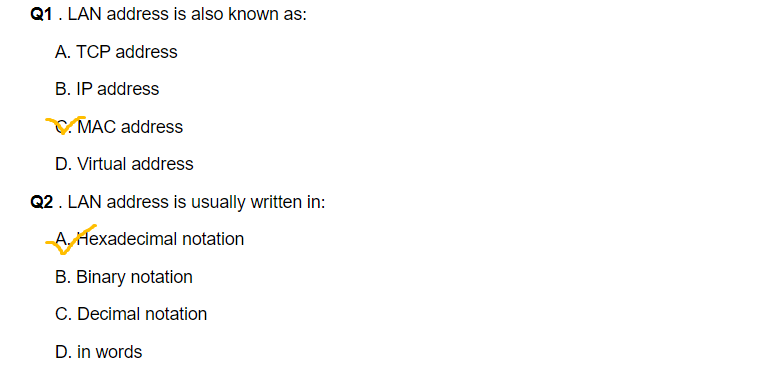 Q1 . LAN address is also known as:
A. TCP address
B. IP address
C. MAC address
D. Virtual address
Q2 . LAN address is usually written in:
A. Hexadecimal notation
B. Binary notation
C. Decimal notation
D. in words